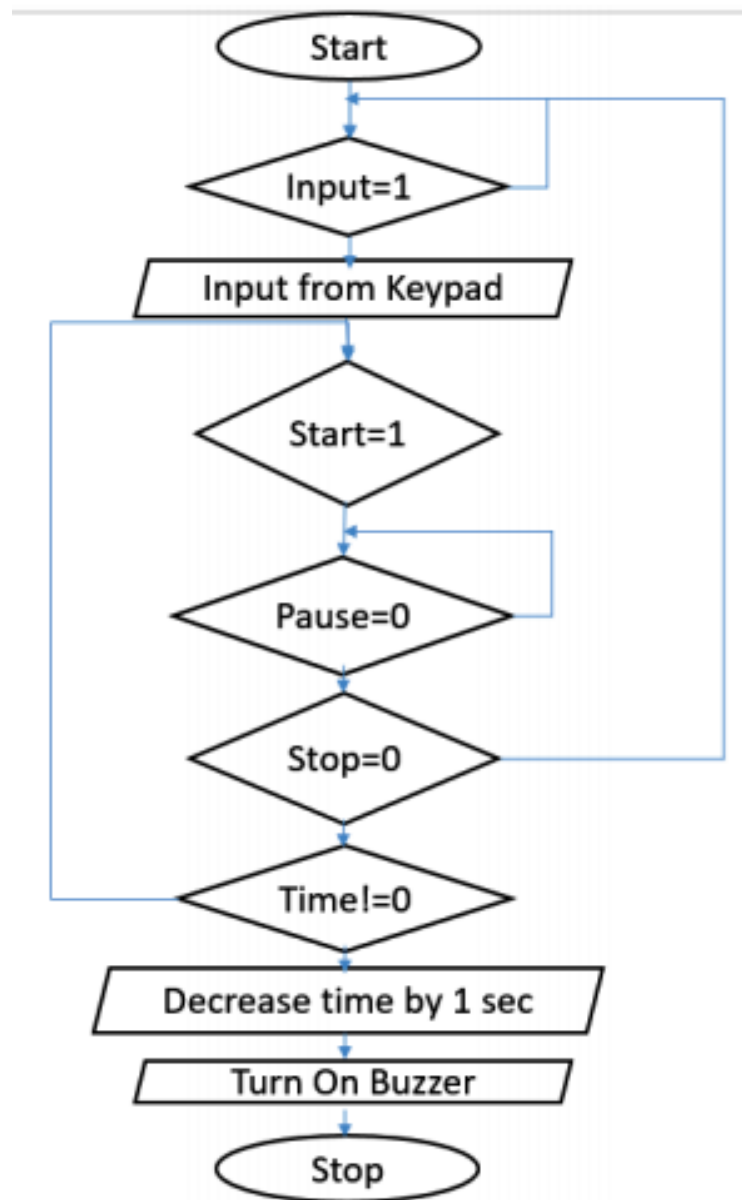 Start
Input=1
Input from Keypad
Start=1
Pause=0
Stop=0
Time!=0
Decrease time by 1 sec
Turn On Buzzer
Stop